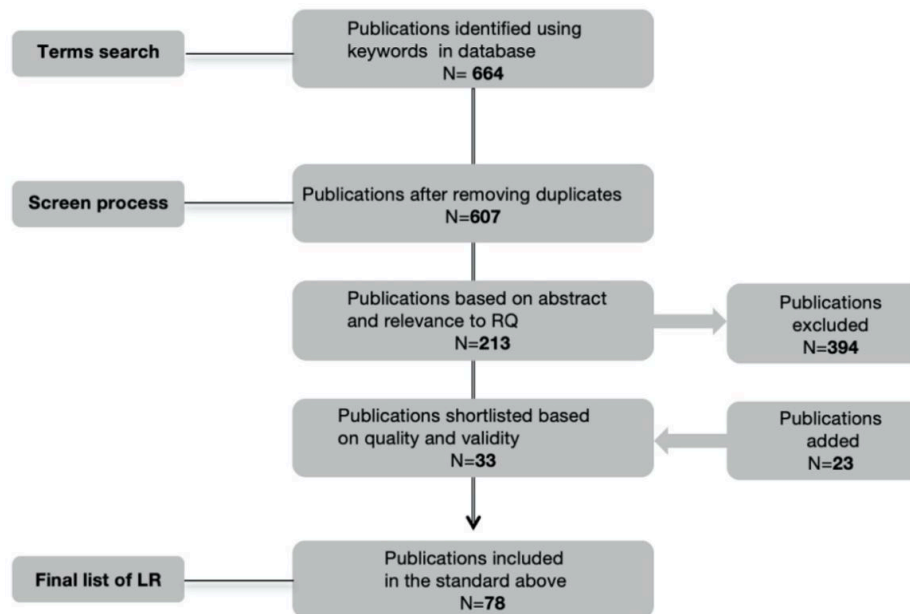 Terms search
Publications identified using
keywords in database
N= 664
Screen process
Publications after removing duplicates
N=607
Publications based on abstract
and relevance to RQ
N=213
Publications
excluded
N=394
Publications shortlisted based
on quality and validity
N=33
Publications
added
N=23
Final list of LR
Publications included
in the standard above
N=78